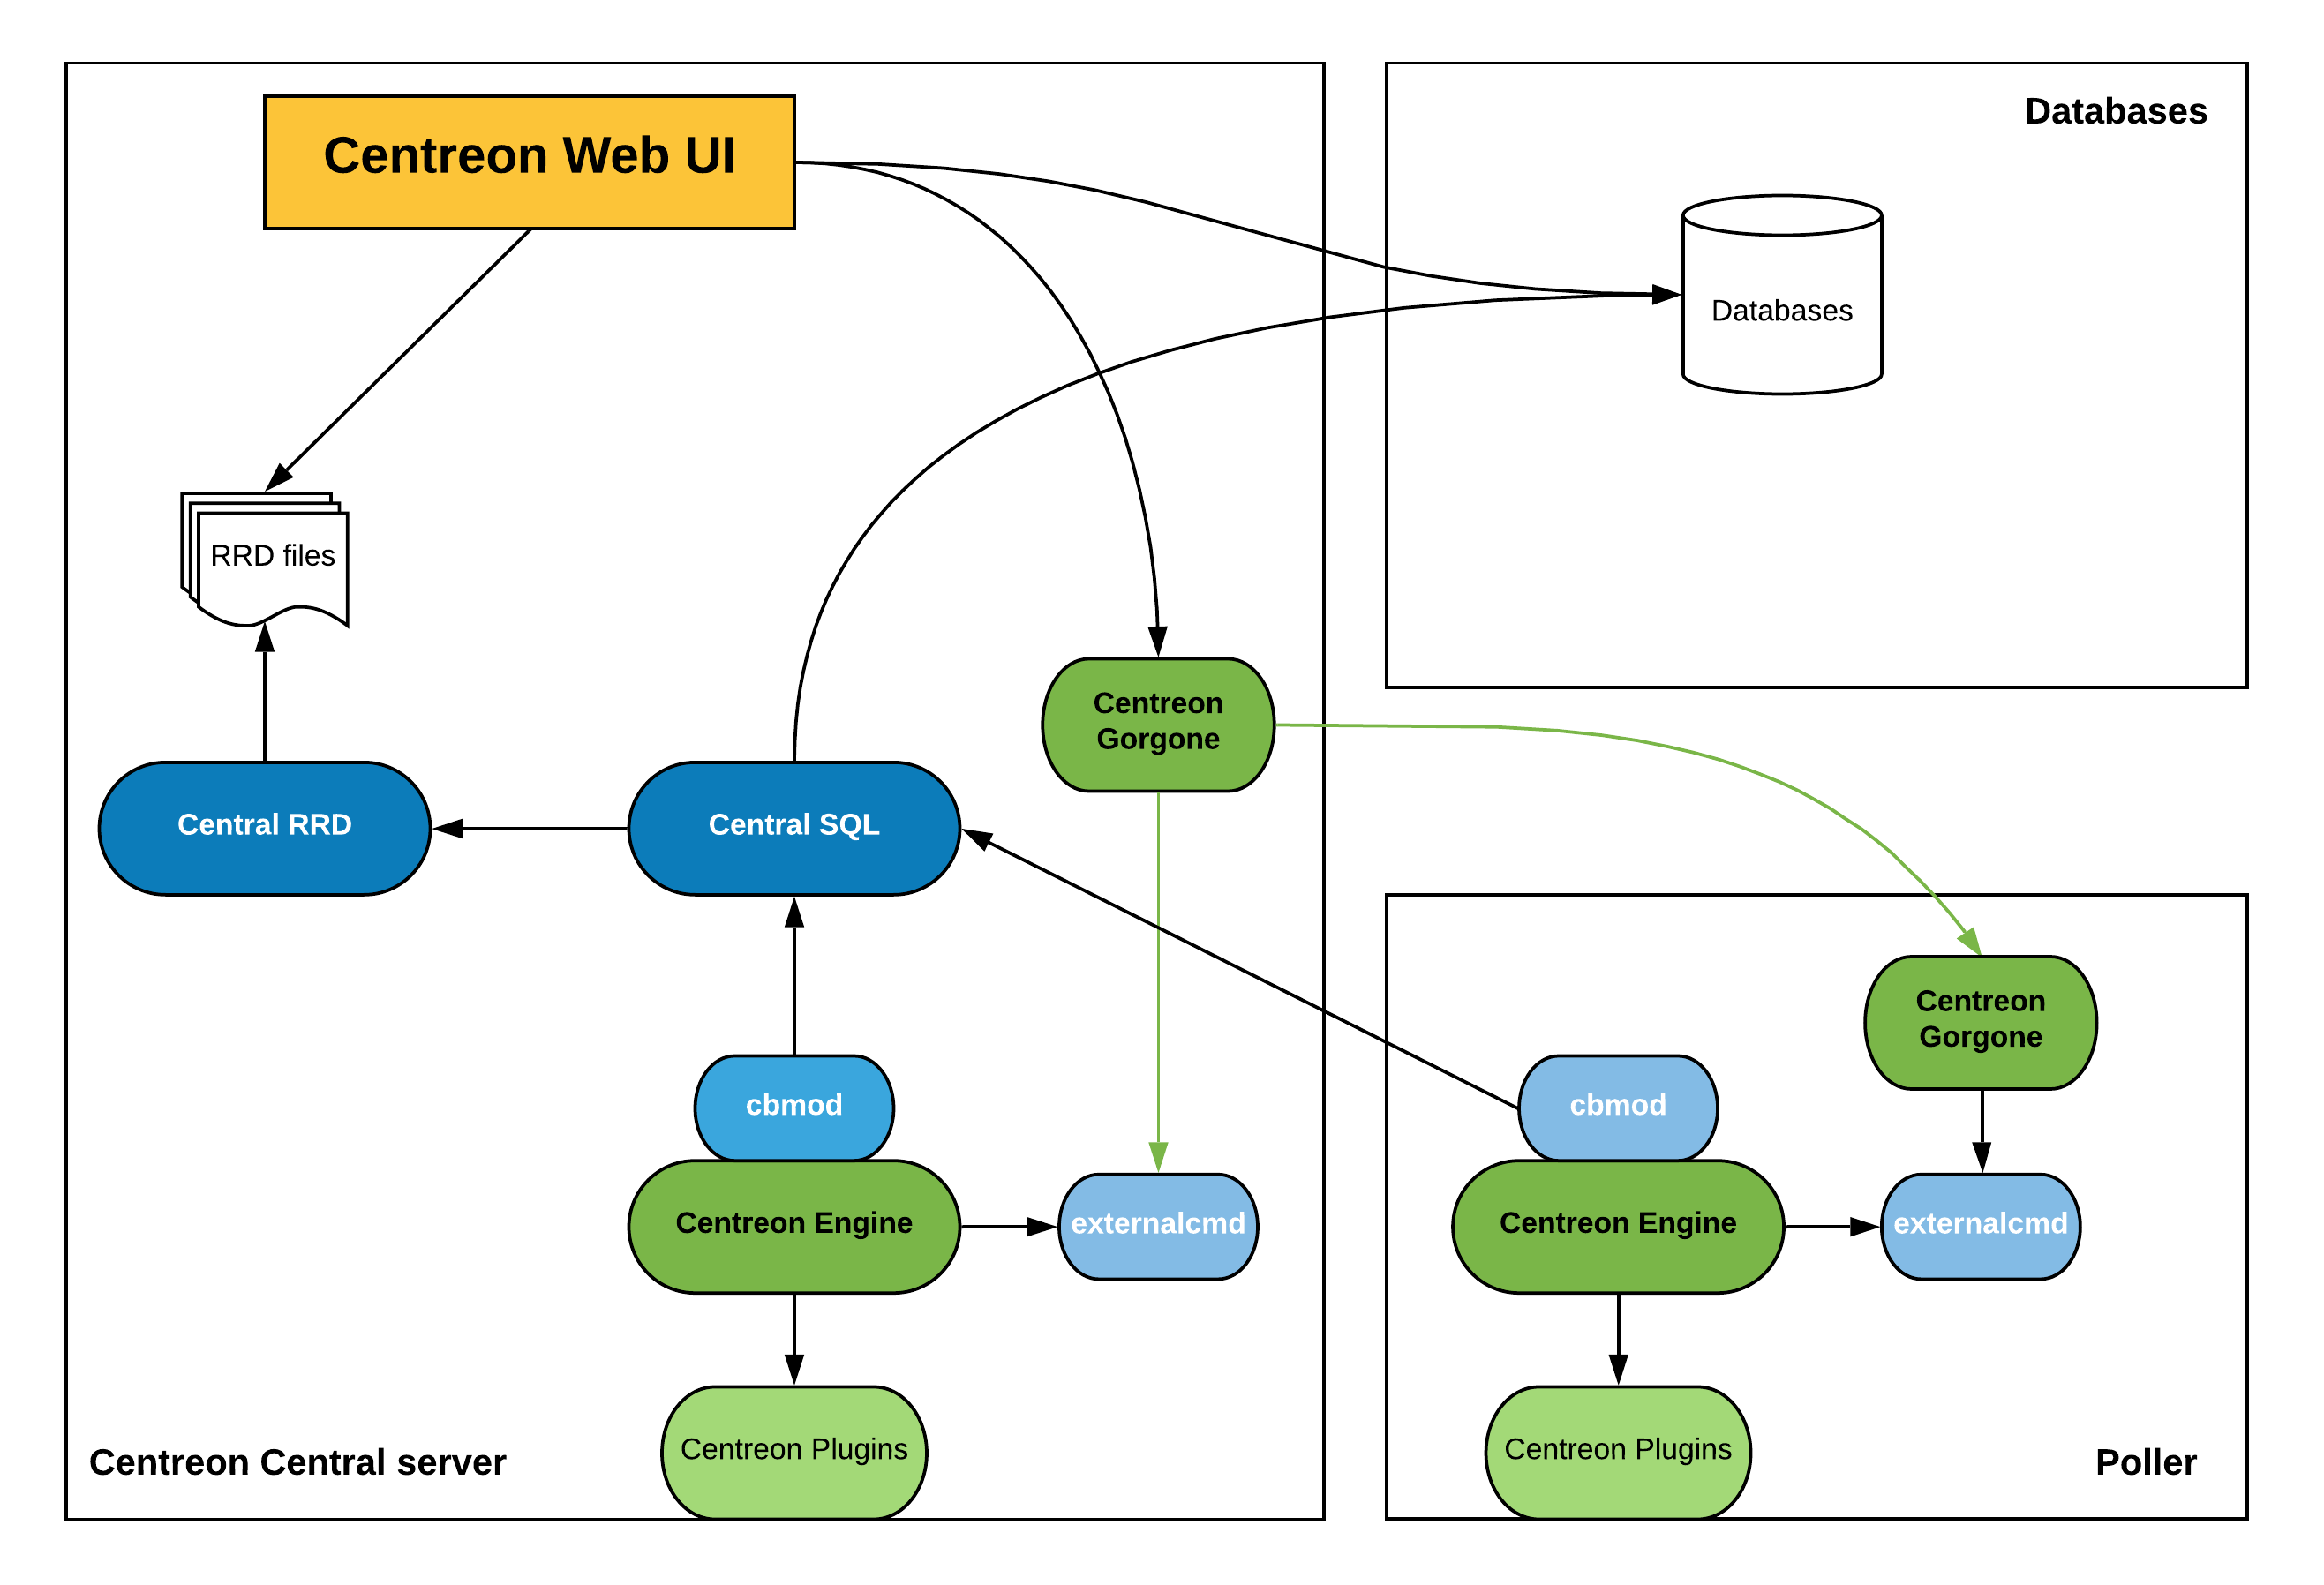 Centreon Web UI
Databases
Databases
RRD files
Centreon
Gorgone
Central RRD
Central SQL
Centreon
Gorgone
cbmod
cbmod
Centreon Engine
externalcmd
Centreon Engine
externalcmd
Centreon Plugins
Centreon Plugins
Centreon Central server
Poller